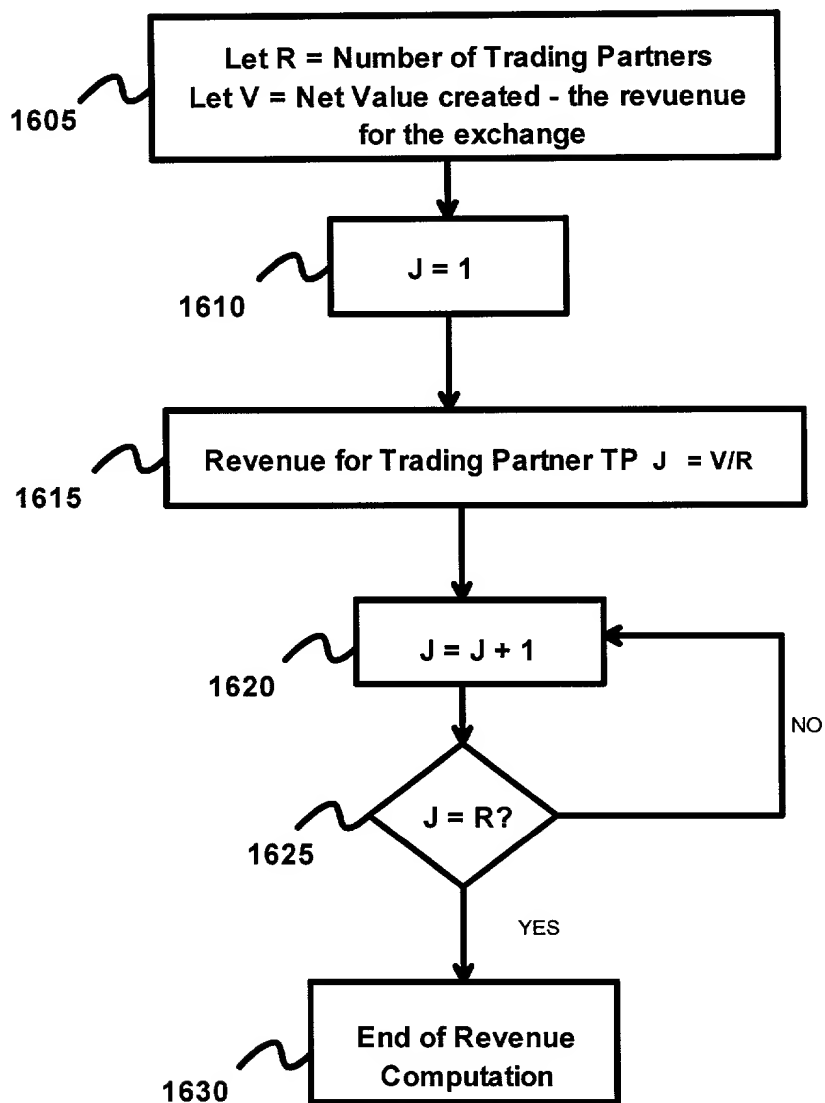 Let R = Number of Trading Partners
Let V = Net Value created - the revuenue
for the exchange
1605
J = 1
1610
Revenue for Trading Partner TP J = V/R
1615
J = J + 1
1620
NO
J = R?
1625
YES
End of Revenue
Computation
1630